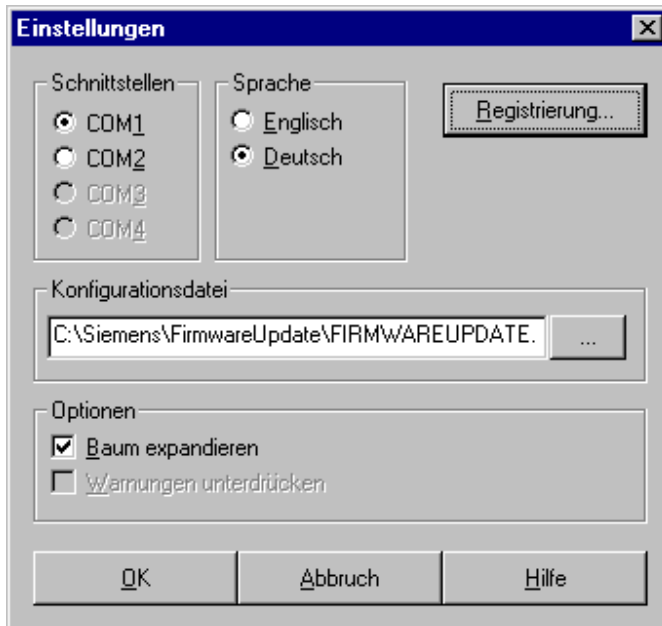 Einstellungen
Schnittstellen
COM1
COM2
COM3
COM4
Sprache
Englisch
Deutsch
Registrierung...
Konfigurationsdatei
C:\Siemens\FirmwareUpdate\FIRMWAREUPDATE.
...
Optionen
Baum expandieren
Warnungen unterdrücken
OK
Abbruch
Hilfe